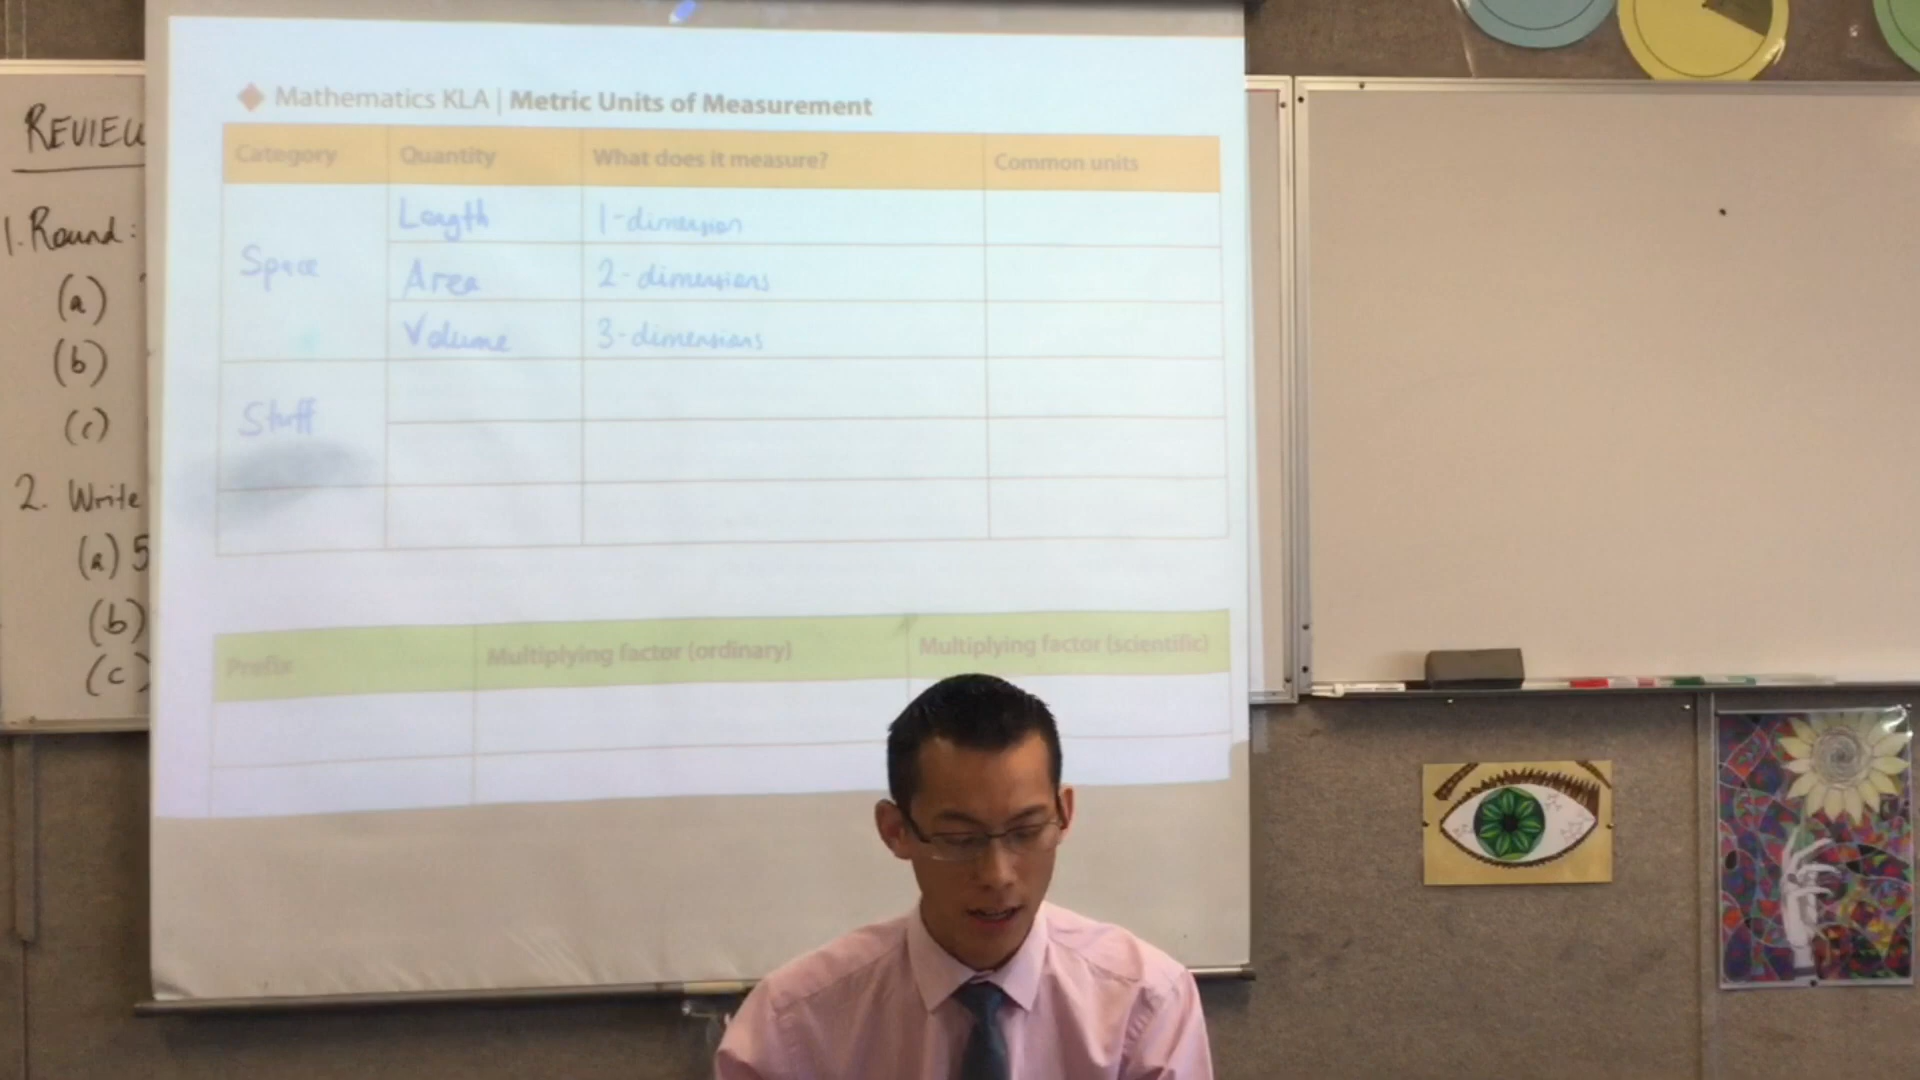 REVIEW
1. Round:
(a)
(b)
(c)
2. Write
(a) 5
(b)
(c)
Mathematics KLA | Metric Units of Measurement
Category Quantity What does it measure? Common units
Space
Length 1-dimension
Area 2-dimensions
Volume 3-dimensions
Stuff
Prefix Multiplying factor (ordinary) Multiplying factor (scientific)